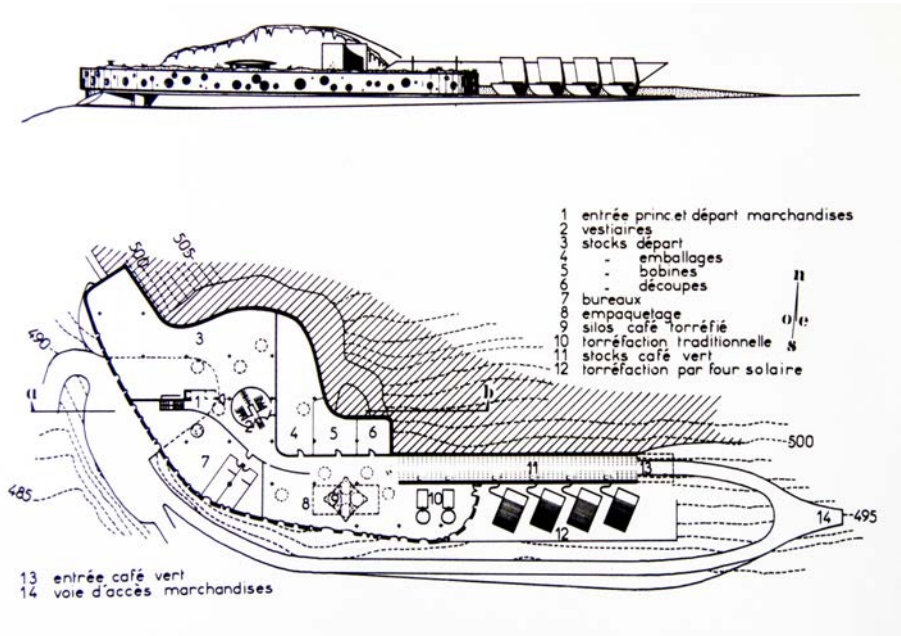 1 entrée princ.et départ marchandises
2 vestiaires
3 stocks départ
4 " emballages
5 " bobines
6 " découpes
7 bureaux
8 empaquetage
9 silos café torréfié
10 torréfaction traditionnelle
11 stocks café vert
12 torréfaction par four solaire
n
o e
s
500
505
490
3
a
1
2
b
4
5
6
7
500
11
13
8
9
10
485
12
14
495
13 entrée café vert
14 voie d'accès marchandises